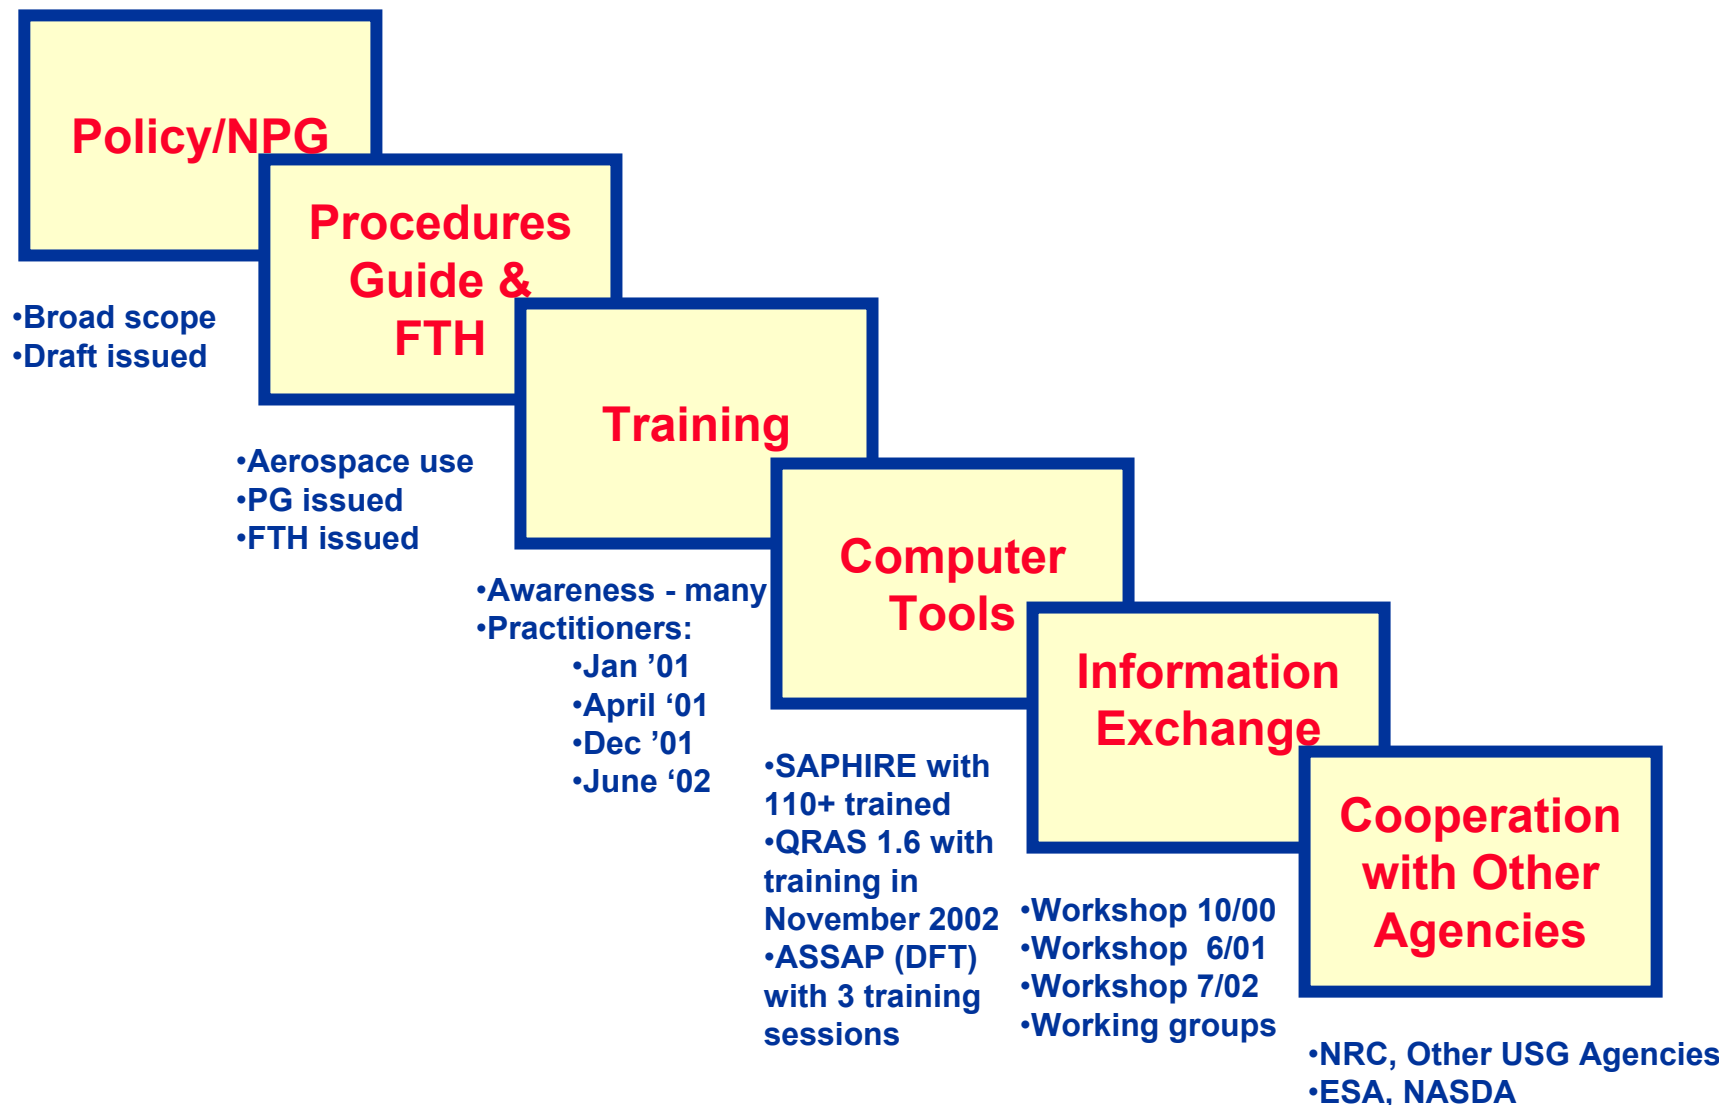 Policy/NPG
•Broad scope
•Draft issued
Procedures
Guide &
FTH
•Aerospace use
•PG issued
•FTH issued
Training
•Awareness - many
•Practitioners:
•Jan ’01
•April ‘01
•Dec ’01
•June ‘02
Computer
Tools
•SAPHIRE with
110+ trained
•QRAS 1.6 with
training in
November 2002
•ASSAP (DFT)
with 3 training
sessions
Information
Exchange
•Workshop 10/00
•Workshop  6/01
•Workshop 7/02
•Working groups
Cooperation
with Other
Agencies
•NRC, Other USG Agencies
•ESA, NASDA